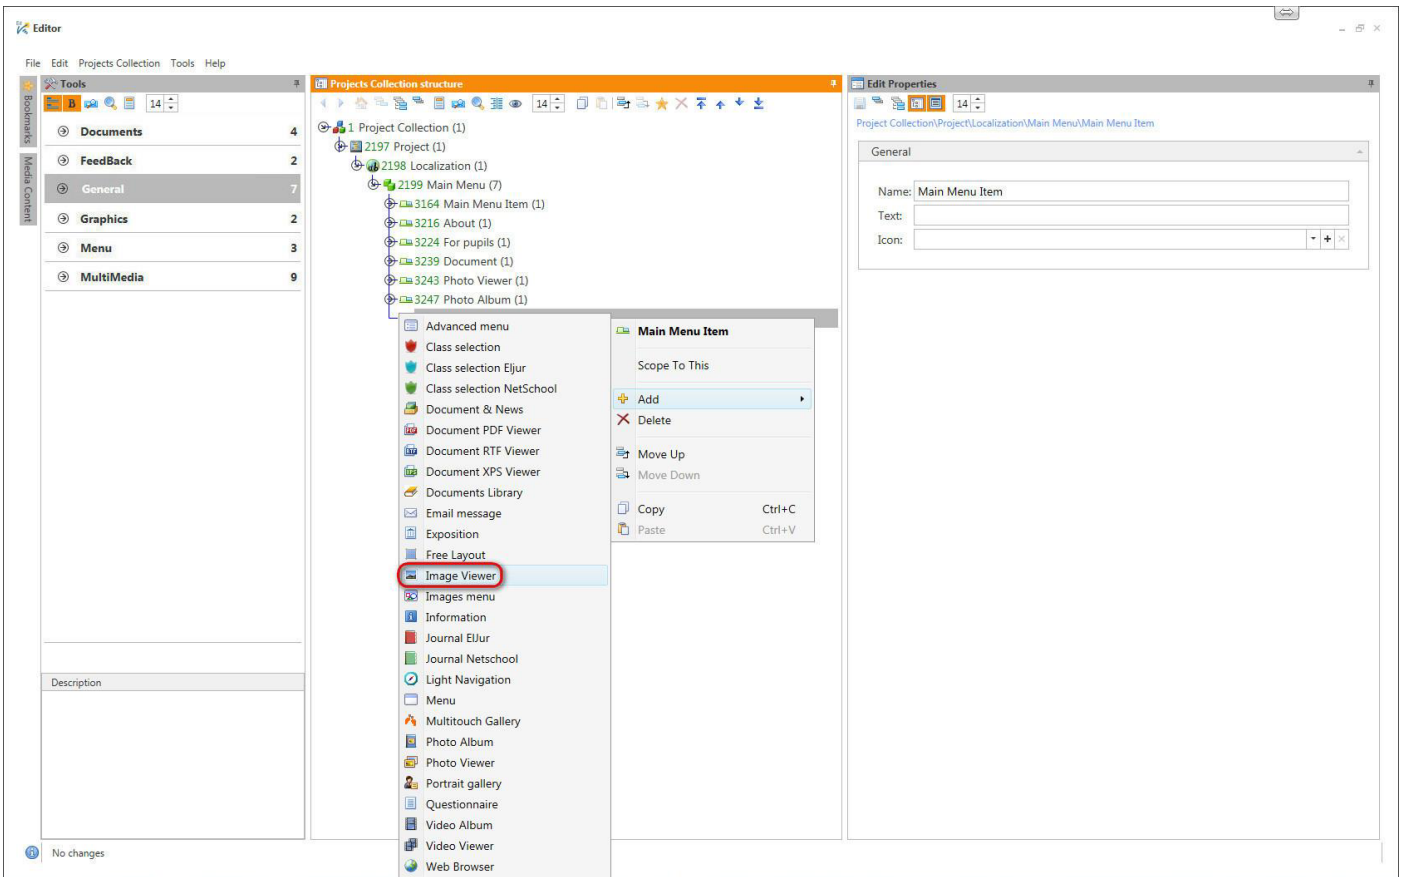 Editor
File Edit Projects Collection Tools Help
Bookmarks
Media Content
Tools
B 14
Documents 4
FeedBack 2
General 7
Graphics 2
Menu 3
MultiMedia 9
Description
No changes
Projects Collection structure
14
1 Project Collection (1)
2197 Project (1)
2198 Localization (1)
2199 Main Menu (7)
3164 Main Menu Item (1)
3216 About (1)
3224 For pupils (1)
3239 Document (1)
3243 Photo Viewer (1)
3247 Photo Album (1)
Advanced menu
Class selection
Class selection Eljur
Class selection NetSchool
Document & News
Document PDF Viewer
Document RTF Viewer
Document XPS Viewer
Documents Library
Email message
Exposition
Free Layout
Image Viewer
Images menu
Information
Journal ElJur
Journal Netschool
Light Navigation
Menu
Multitouch Gallery
Photo Album
Photo Viewer
Portrait gallery
Questionnaire
Video Album
Video Viewer
Web Browser
Main Menu Item
Scope To This
Add
Delete
Move Up
Move Down
Copy Ctrl+C
Paste Ctrl+V
Edit Properties
14
Project Collection\Project\Localization\Main Menu\Main Menu Item
General
Name: Main Menu Item
Text:
Icon: